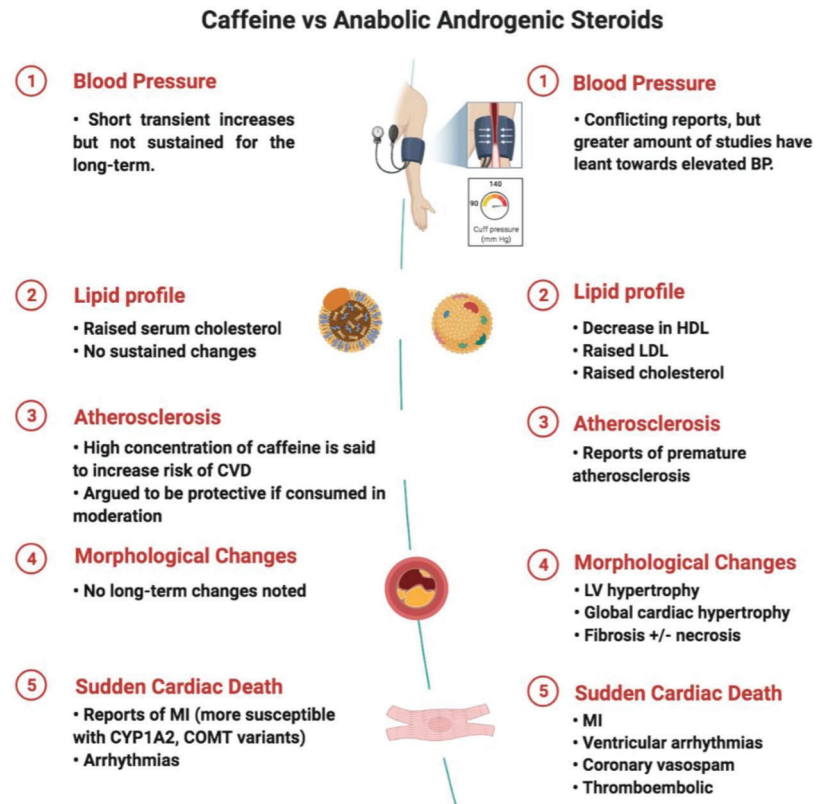 Caffeine vs Anabolic Androgenic Steroids
1 Blood Pressure
• Short transient increases
but not sustained for the
long-term.
140
90
Cuff pressure
(mm Hg)
1 Blood Pressure
• Conflicting reports, but
greater amount of studies have
leant towards elevated BP.
2 Lipid profile
• Raised serum cholesterol
• No sustained changes
2 Lipid profile
• Decrease in HDL
• Raised LDL
• Raised cholesterol
3 Atherosclerosis
• High concentration of caffeine is said
to increase risk of CVD
• Argued to be protective if consumed in
moderation
3 Atherosclerosis
• Reports of premature
atherosclerosis
4 Morphological Changes
• No long-term changes noted
4 Morphological Changes
• LV hypertrophy
• Global cardiac hypertrophy
• Fibrosis +/- necrosis
5 Sudden Cardiac Death
• Reports of MI (more susceptible
with CYP1A2, COMT variants)
• Arrhythmias
5 Sudden Cardiac Death
• MI
• Ventricular arrhythmias
• Coronary vasospam
• Thromboembolic